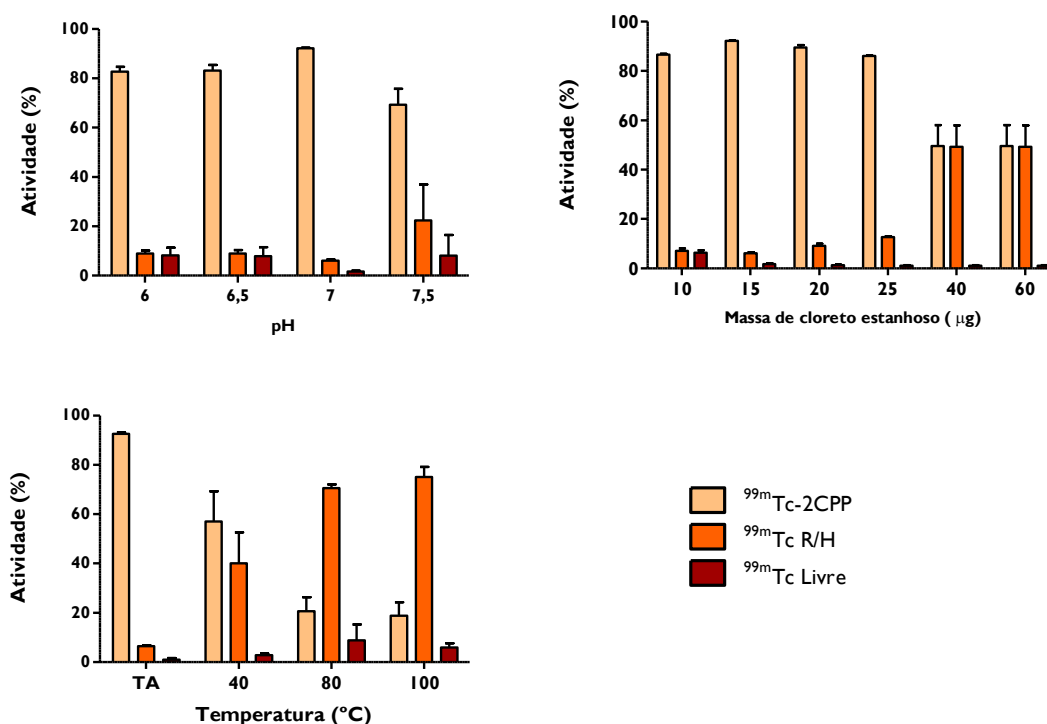 100
80
60
40
20
0
Atividade (%)
6 6,5 7 7,5
pH
100
80
60
40
20
0
Atividade (%)
10 15 20 25 40 60
Massa de cloreto estanhoso ( µg)
100
80
60
40
20
0
Atividade (%)
TA 40 80 100
Temperatura (ºC)
99mTc-2CPP
99mTc R/H
99mTc Livre